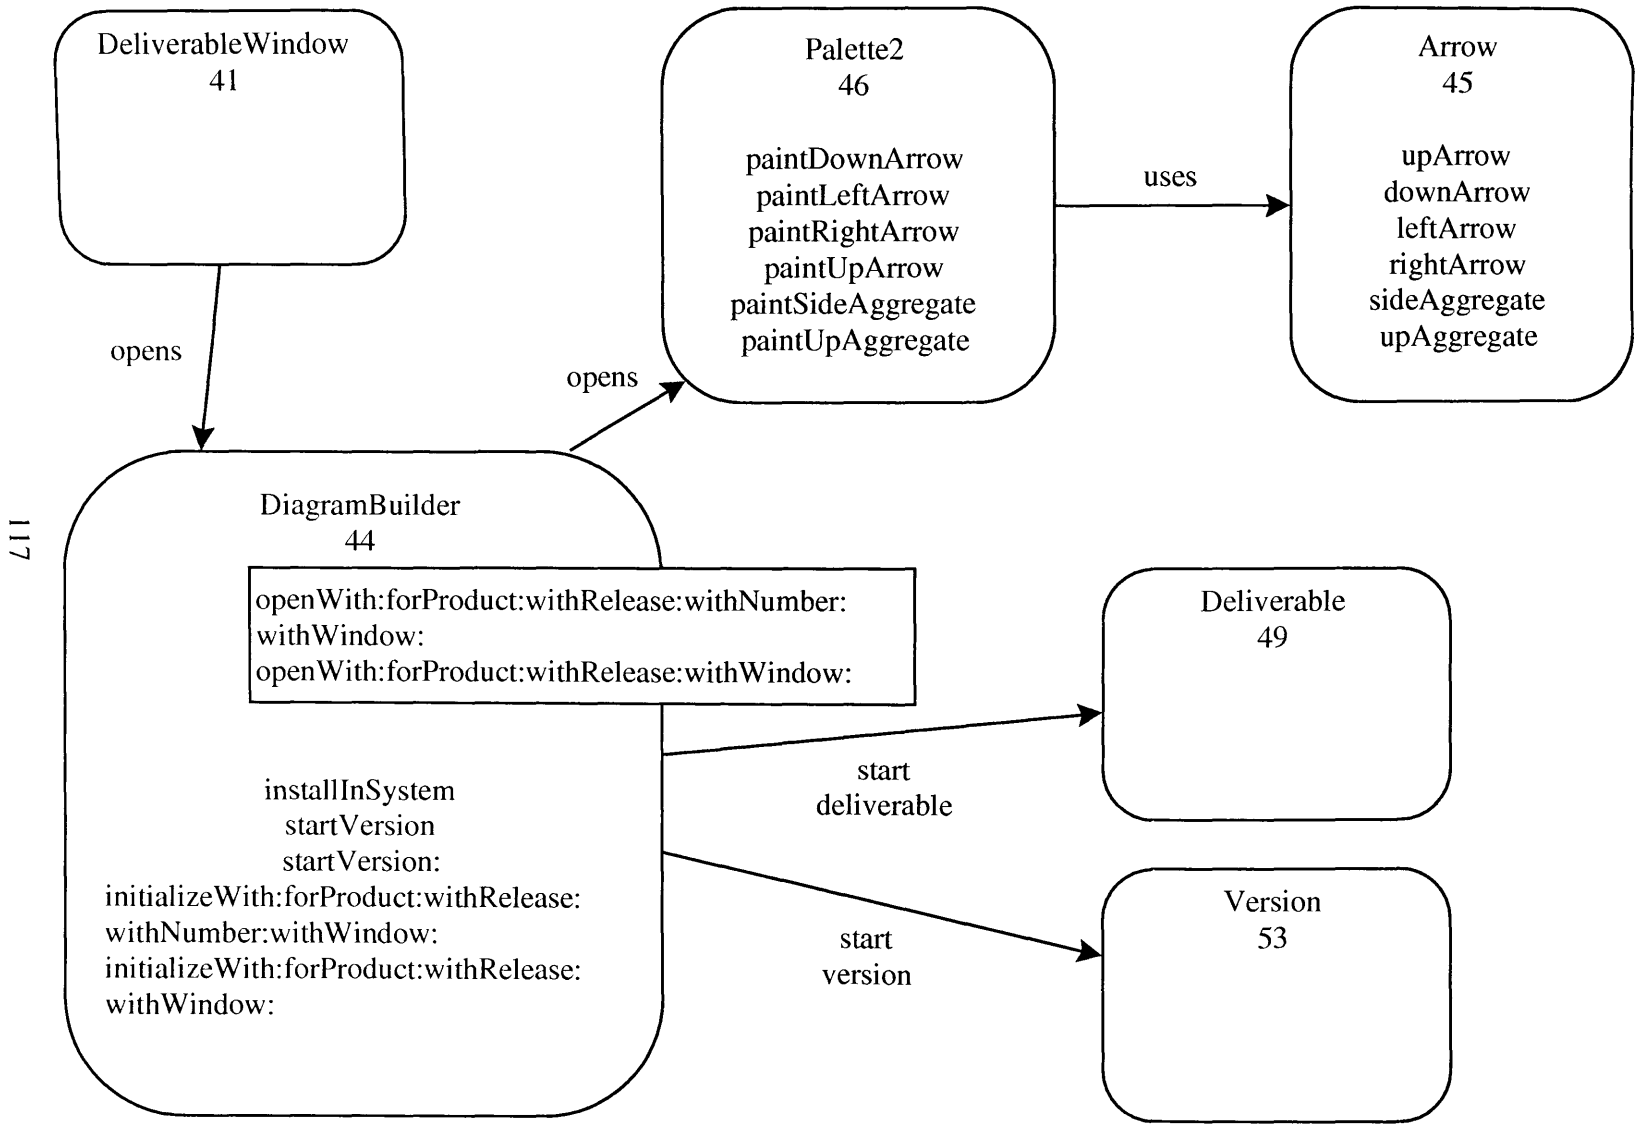 DeliverableWindow
41
Palette2
46
paintDownArrow
paintLeftArrow
paintRightArrow
paintUpArrow
paintSideAggregate
paintUpAggregate
uses
Arrow
45
upArrow
downArrow
leftArrow
rightArrow
sideAggregate
upAggregate
opens
opens
DiagramBuilder
44
openWith:forProduct:withRelease:withNumber:
withWindow:
openWith:forProduct:withRelease:withWindow:
installInSystem
startVersion
startVersion:
initializeWith:forProduct:withRelease:
withNumber:withWindow:
initializeWith:forProduct:withRelease:
withWindow:
start
deliverable
Deliverable
49
start
version
Version
53
117